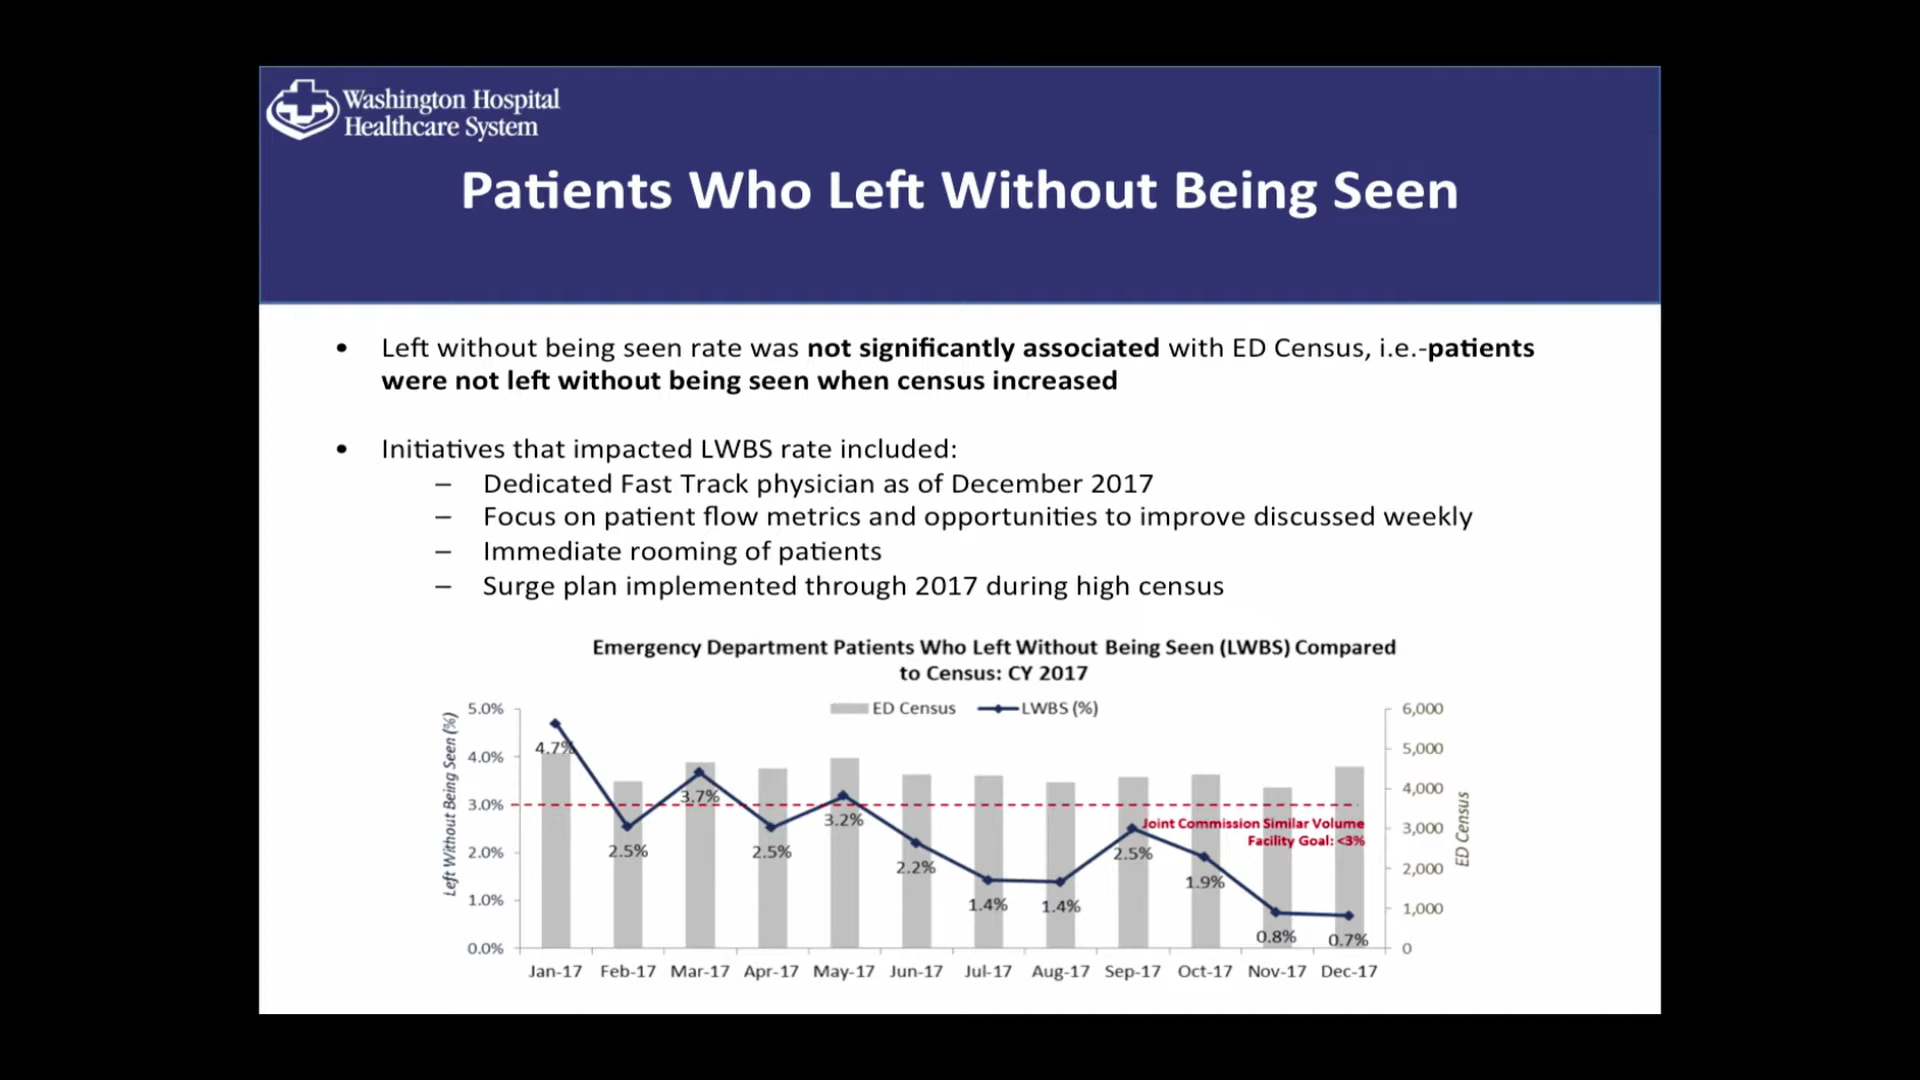 Washington Hospital
Healthcare System
Patients Who Left Without Being Seen
• Left without being seen rate was not significantly associated with ED Census, i.e.-patients
were not left without being seen when census increased
• Initiatives that impacted LWBS rate included:
– Dedicated Fast Track physician as of December 2017
– Focus on patient flow metrics and opportunities to improve discussed weekly
– Immediate rooming of patients
– Surge plan implemented through 2017 during high census
Emergency Department Patients Who Left Without Being Seen (LWBS) Compared
to Census: CY 2017
ED Census LWBS (%)
Left Without Being Seen (%)
5.0%
4.0%
3.0%
2.0%
1.0%
0.0%
4.7%
2.5%
3.7%
2.5%
3.2%
2.2%
1.4%
1.4%
2.5%
1.9%
0.8%
0.7%
Joint Commission Similar Volume
Facility Goal: <3%
6,000
5,000
4,000
3,000
2,000
1,000
0
ED Census
Jan-17 Feb-17 Mar-17 Apr-17 May-17 Jun-17 Jul-17 Aug-17 Sep-17 Oct-17 Nov-17 Dec-17